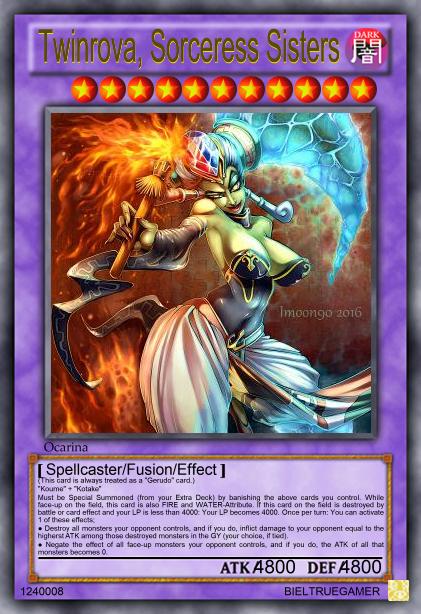 Twinrova, Sorceress Sisters
DARK
闇
Imoongo 2016
Ocarina
[ Spellcaster/Fusion/Effect ]
(This card is always treated as a "Gerudo" card.)
"Koume" + "Kotake"
Must be Special Summoned (from your Extra Deck) by banishing the above cards you control. While
face-up on the field, this card is also FIRE and WATER-Attribute. If this card on the field is destroyed by
battle or card effect and your LP is less than 4000: Your LP becomes 4000. Once per turn: You can activate
1 of these effects;
● Destroy all monsters your opponent controls, and if you do, inflict damage to your opponent equal to the
highest ATK among those destroyed monsters in the GY (your choice, if tied).
● Negate the effect of all face-up monsters your opponent controls, and if you do, the ATK of all that
monsters becomes 0.
ATK/4800 DEF/4800
1240008
BIELTRUEGAMER